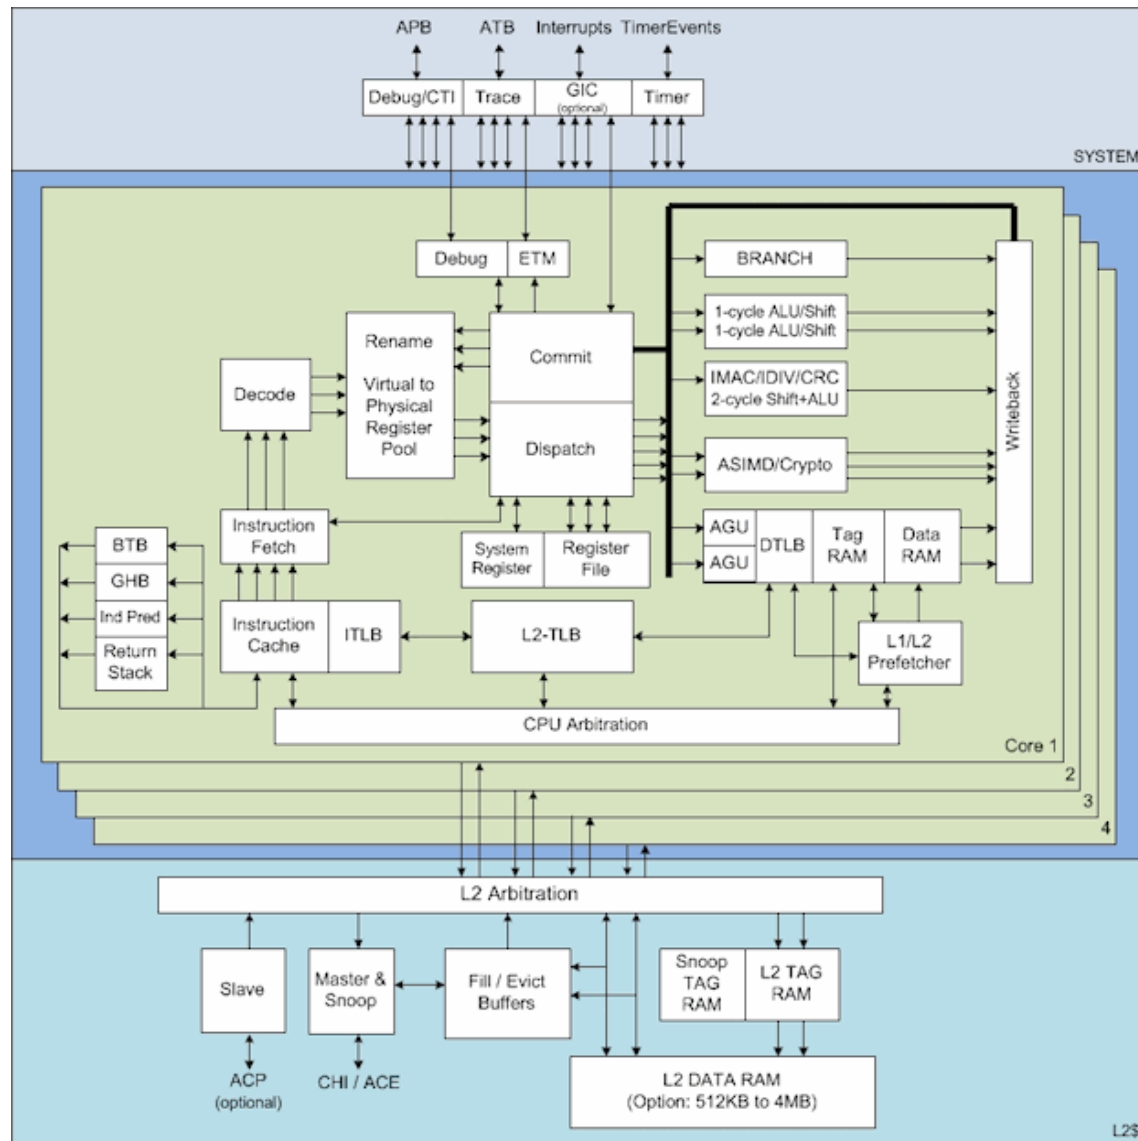 APB
ATB
Interrupts
TimerEvents
Debug/CTI
Trace
GIC
(optional)
Timer
SYSTEM
Debug
ETM
BRANCH
1-cycle ALU/Shift
1-cycle ALU/Shift
Rename
Virtual to
Physical
Register
Pool
Commit
Decode
IMAC/IDIV/CRC
2-cycle Shift+ALU
Writeback
Dispatch
ASIMD/Crypto
Instruction
Fetch
BTB
GHB
Ind Pred
Return
Stack
System
Register
Register
File
AGU
AGU
DTLB
Tag
RAM
Data
RAM
Instruction
Cache
ITLB
L2-TLB
L1/L2
Prefetcher
CPU Arbitration
Core 1
2
3
4
L2 Arbitration
Slave
Master &
Snoop
Fill / Evict
Buffers
Snoop
TAG
RAM
L2 TAG
RAM
ACP
(optional)
CHI / ACE
L2 DATA RAM
(Option: 512KB to 4MB)
L2$